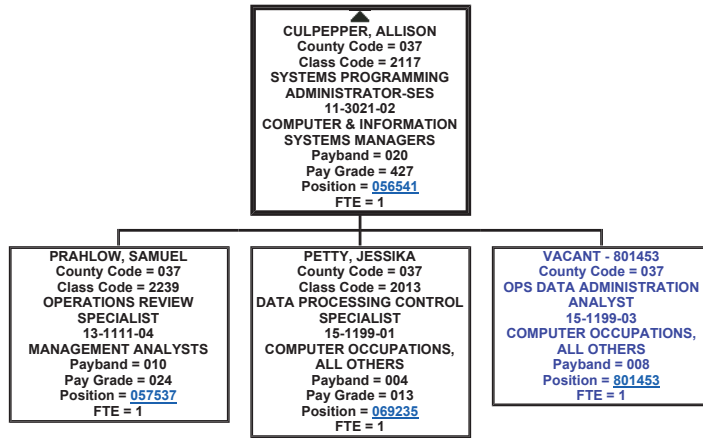 CULPEPPER, ALLISON
County Code = 037
Class Code = 2117
SYSTEMS PROGRAMMING
ADMINISTRATOR-SES
11-3021-02
COMPUTER & INFORMATION
SYSTEMS MANAGERS
Payband = 020
Pay Grade = 427
Position = 056541
FTE = 1
PRAHLOW, SAMUEL
County Code = 037
Class Code = 2239
OPERATIONS REVIEW
SPECIALIST
13-1111-04
MANAGEMENT ANALYSTS
Payband = 010
Pay Grade = 024
Position = 057537
FTE = 1
PETTY, JESSIKA
County Code = 037
Class Code = 2013
DATA PROCESSING CONTROL
SPECIALIST
15-1199-01
COMPUTER OCCUPATIONS,
ALL OTHERS
Payband = 004
Pay Grade = 013
Position = 069235
FTE = 1
VACANT - 801453
County Code = 037
OPS DATA ADMINISTRATION
ANALYST
15-1199-03
COMPUTER OCCUPATIONS,
ALL OTHERS
Payband = 008
Position = 801453
FTE = 1